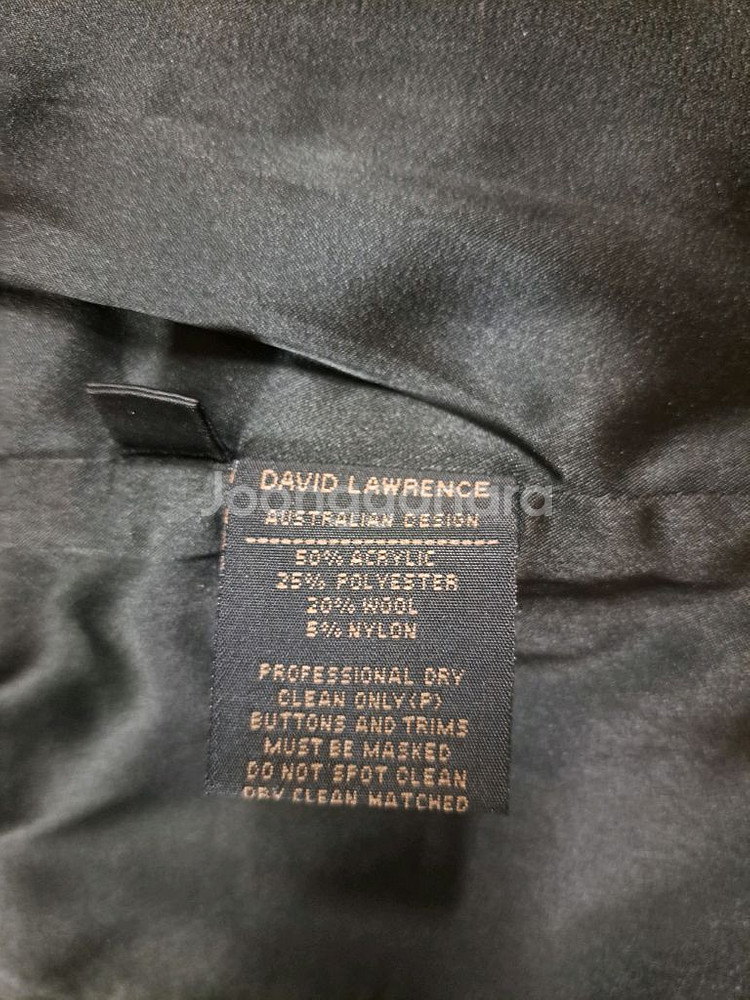 DAVID LAWRENCE
Joonggonara
AUSTRALIAN DESIGN
50% ACRYLIC
25% POLYESTER
20% WOOL
5% NYLON
PROFESSIONAL DRY
CLEAN ONLY(P)
BUTTONS AND TRIMS
MUST BE MASKED
DO NOT SPOT CLEAN
DRY CLEAN MATCHED